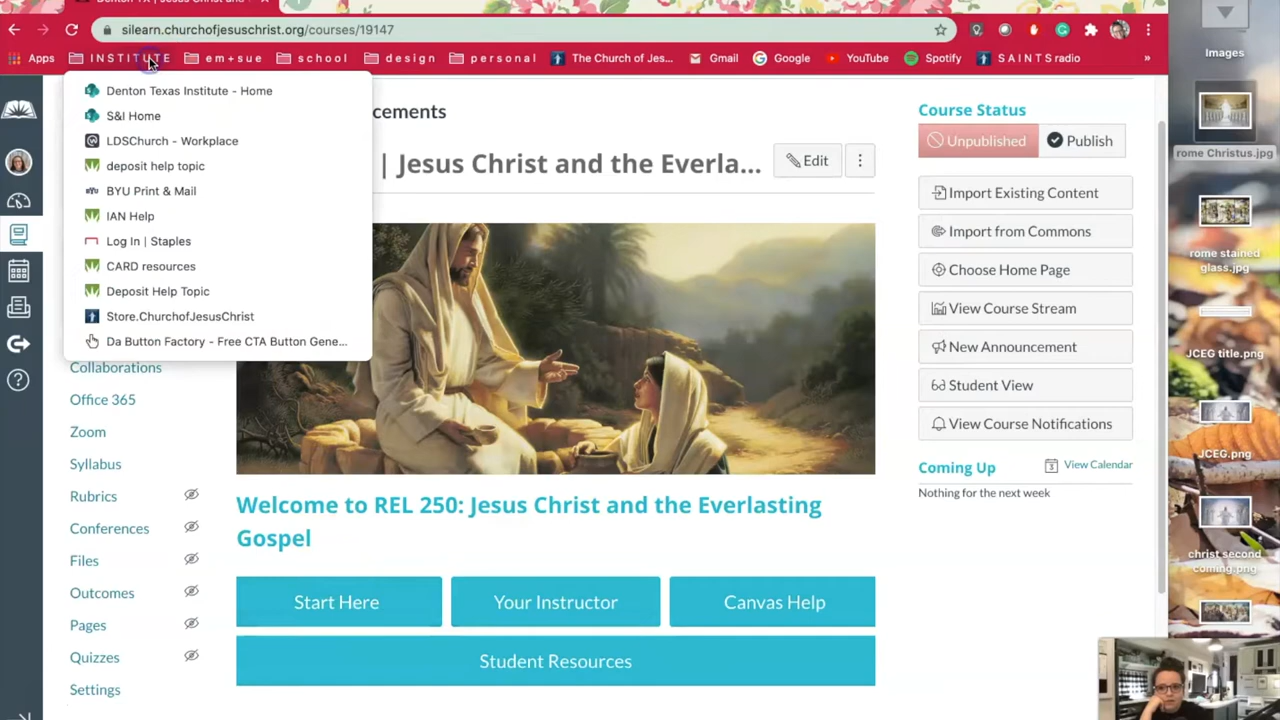 Denton TX | Jesus Christ and
silearn.churchofjesuschrist.org/courses/19147
Apps
I N S T I T U T E
e m + s u e
s c h o o l
d e s i g n
p e r s o n a l
The Church of Jes...
Gmail
Google
YouTube
Spotify
S A I N T S radio
»
Denton Texas Institute - Home
S&I Home
LDSChurch - Workplace
deposit help topic
BYU Print & Mail
IAN Help
Log In | Staples
CARD resources
Deposit Help Topic
Store.ChurchofJesusChrist
Da Button Factory - Free CTA Button Gene...
Collaborations
Office 365
Zoom
Syllabus
Rubrics
Conferences
Files
Outcomes
Pages
Quizzes
Settings
cements
| Jesus Christ and the Everla...
Edit
Welcome to REL 250: Jesus Christ and the Everlasting
Gospel
Start Here
Your Instructor
Canvas Help
Student Resources
Course Status
Unpublished
Publish
Import Existing Content
Import from Commons
Choose Home Page
View Course Stream
New Announcement
Student View
View Course Notifications
Coming Up
View Calendar
Nothing for the next week
Images
rome Christus.jpg
rome stained
glass.jpg
JCEG title.png
JCEG.png
christ second
coming.png